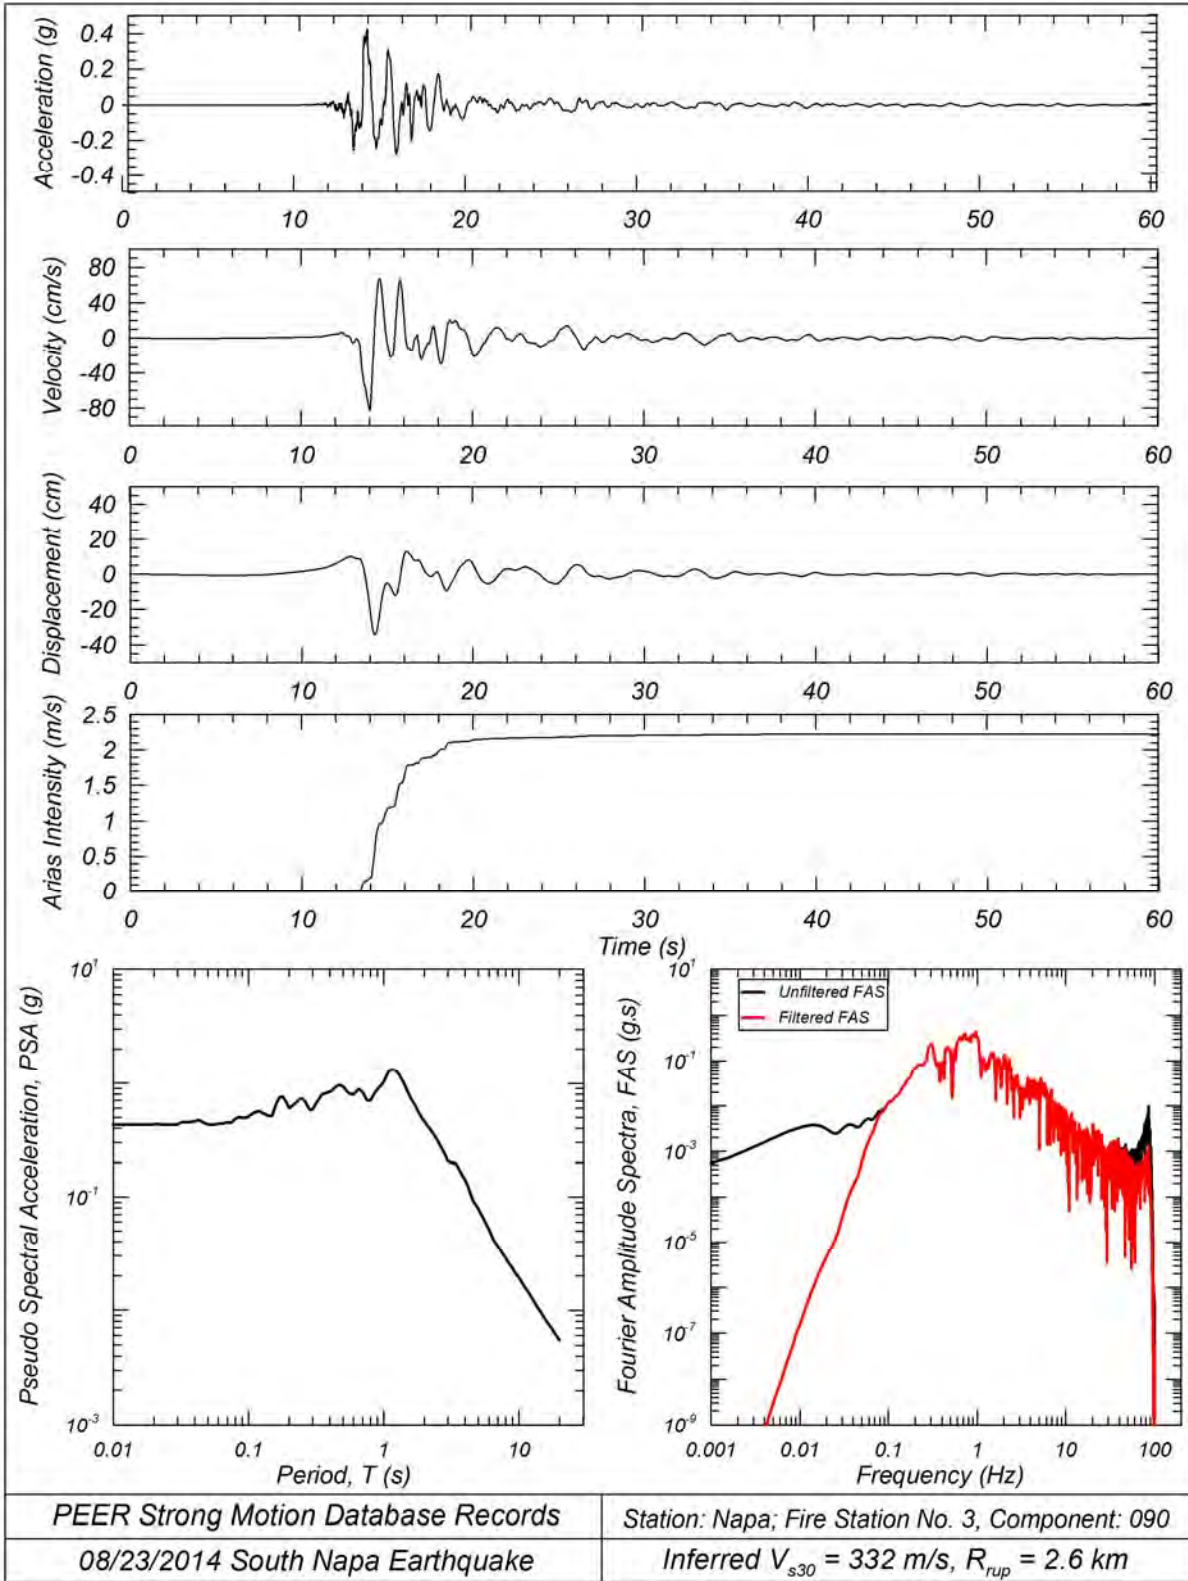 Acceleration (g)
0.4
0.2
0
-0.2
-0.4
0 10 20 30 40 50 60
Velocity (cm/s)
80
40
0
-40
-80
0 10 20 30 40 50 60
Displacement (cm)
40
20
0
-20
-40
0 10 20 30 40 50 60
Arias Intensity (m/s)
2.5
2
1.5
1
0.5
0
0 10 20 30 40 50 60
Time (s)
Pseudo Spectral Acceleration, PSA (g)
10¹
10⁻¹
10⁻³
0.01 0.1 1 10
Period, T (s)
Fourier Amplitude Spectra, FAS (g.s)
Unfiltered FAS
Filtered FAS
10¹
10⁻¹
10⁻³
10⁻⁵
10⁻⁷
10⁻⁹
0.001 0.01 0.1 1 10 100
Frequency (Hz)
PEER Strong Motion Database Records
Station: Napa; Fire Station No. 3, Component: 090
08/23/2014 South Napa Earthquake
Inferred Vs30 = 332 m/s, Rrup = 2.6 km